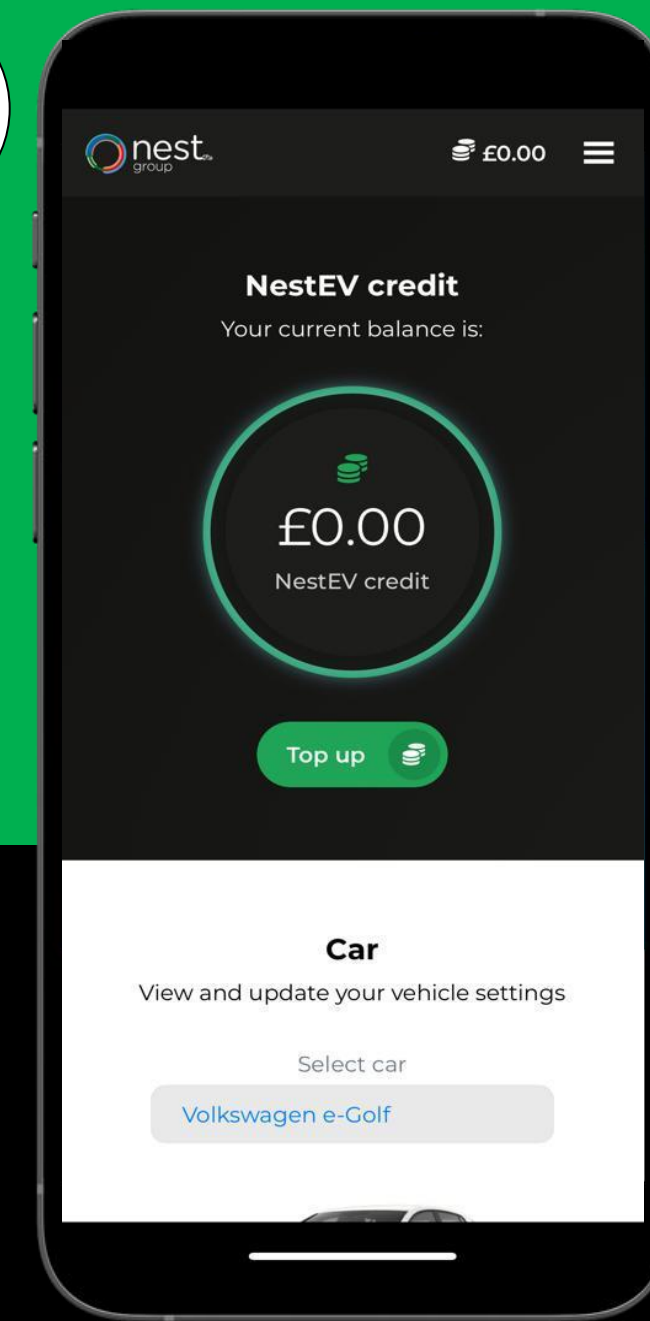 nest
group
£0.00
NestEV credit
Your current balance is:
£0.00
NestEV credit
Top up
Car
View and update your vehicle settings
Select car
Volkswagen e-Golf